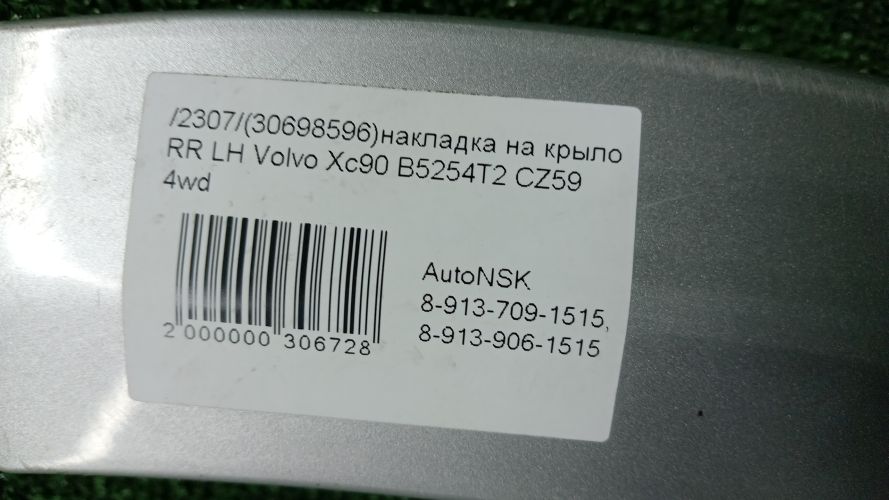 /2307/(30698596)накладка на крыло
RR LH Volvo Xc90 B5254T2 CZ59
4wd
AutoNSK
8-913-709-1515,
8-913-906-1515
2 000000 306728